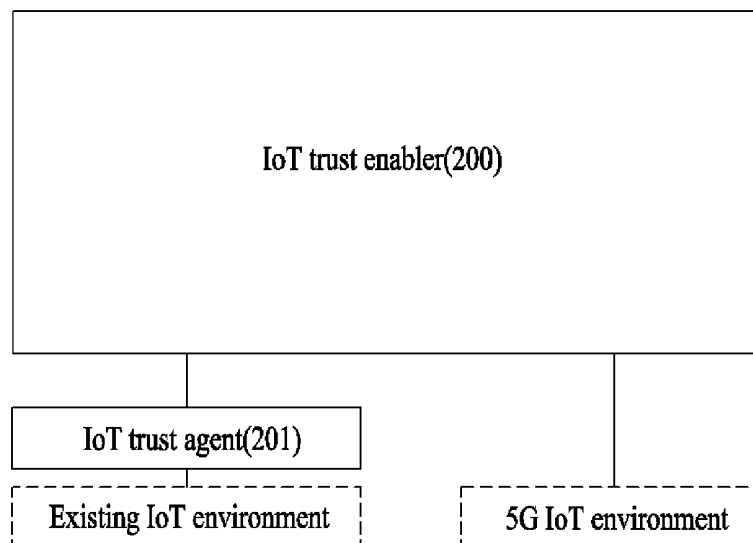 IoT trust enabler(200)
IoT trust agent(201)
Existing IoT environment
5G IoT environment